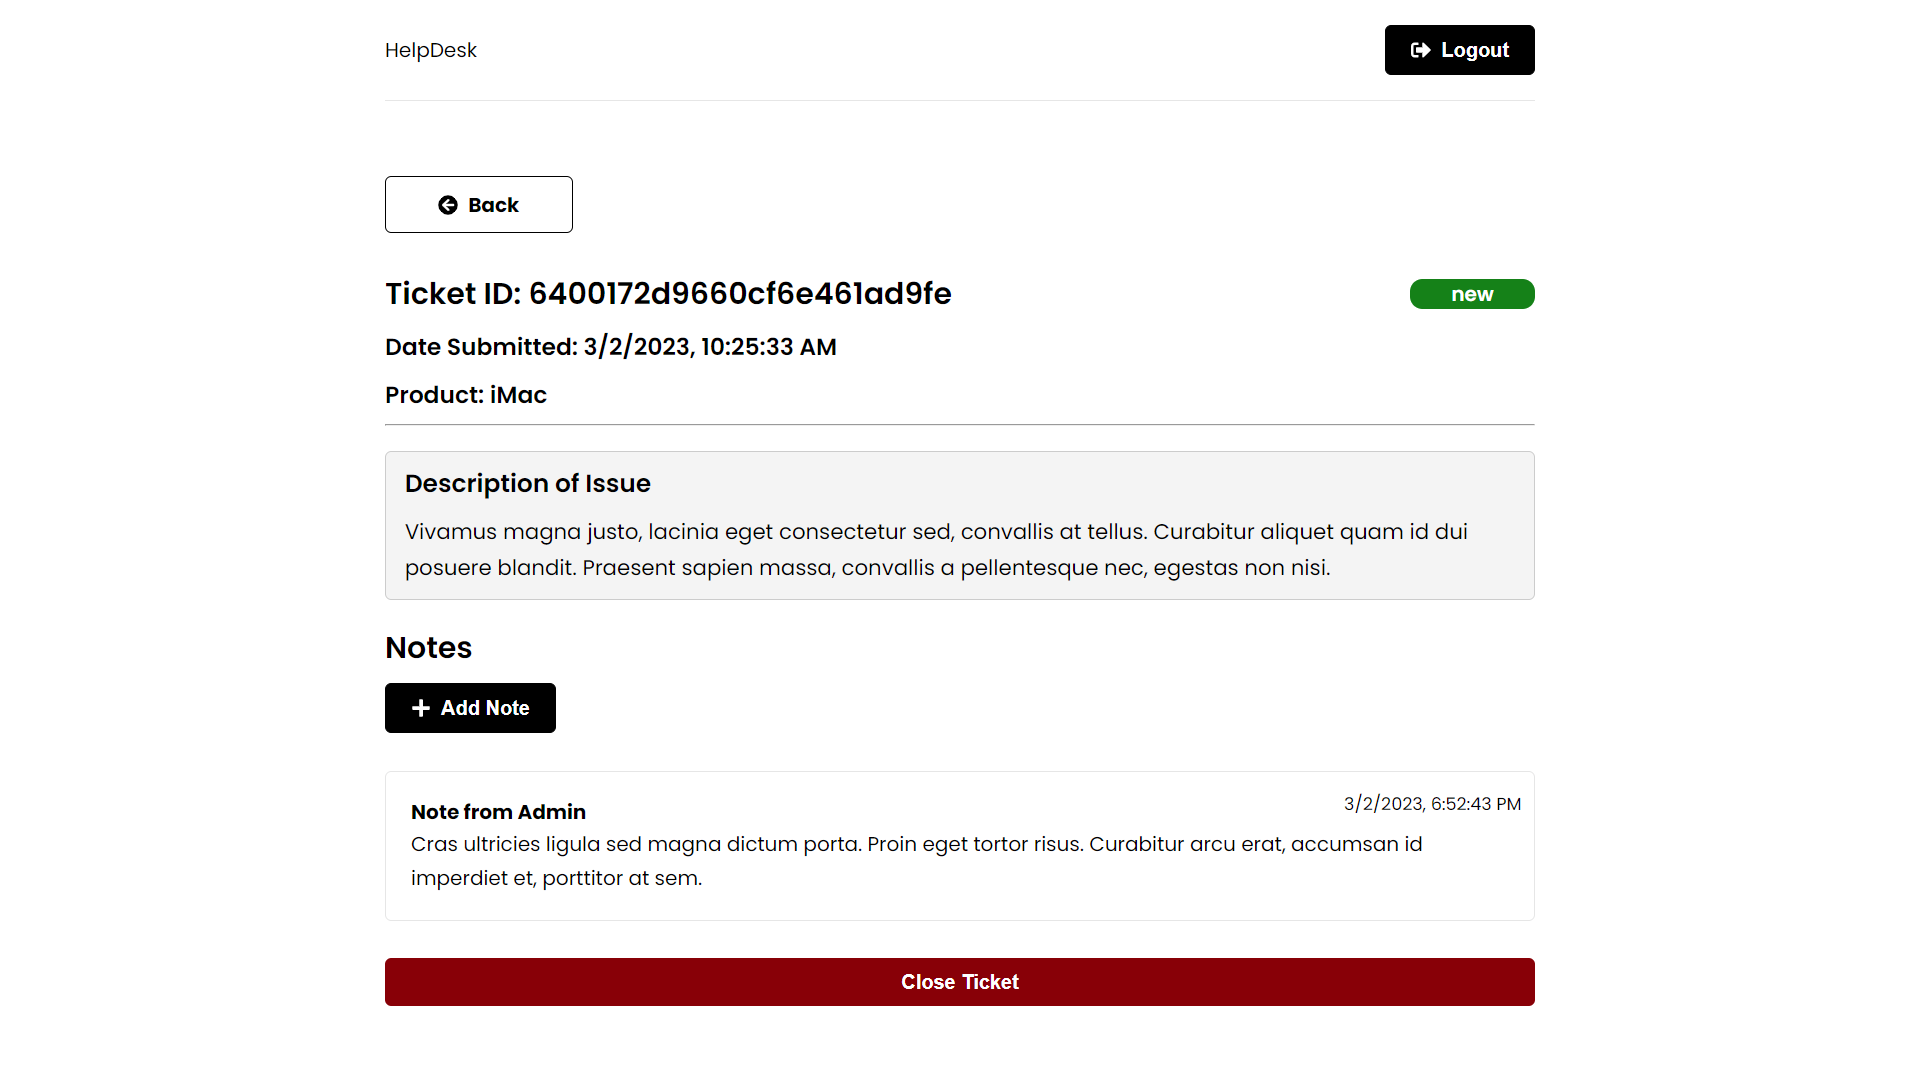 HelpDesk
Logout
Back
Ticket ID: 6400172d9660cf6e461ad9fe
new
Date Submitted: 3/2/2023, 10:25:33 AM
Product: iMac
Description of Issue
Vivamus magna justo, lacinia eget consectetur sed, convallis at tellus. Curabitur aliquet quam id dui
posuere blandit. Praesent sapien massa, convallis a pellentesque nec, egestas non nisi.
Notes
Add Note
Note from Admin
3/2/2023, 6:52:43 PM
Cras ultricies ligula sed magna dictum porta. Proin eget tortor risus. Curabitur arcu erat, accumsan id
imperdiet et, porttitor at sem.
Close Ticket